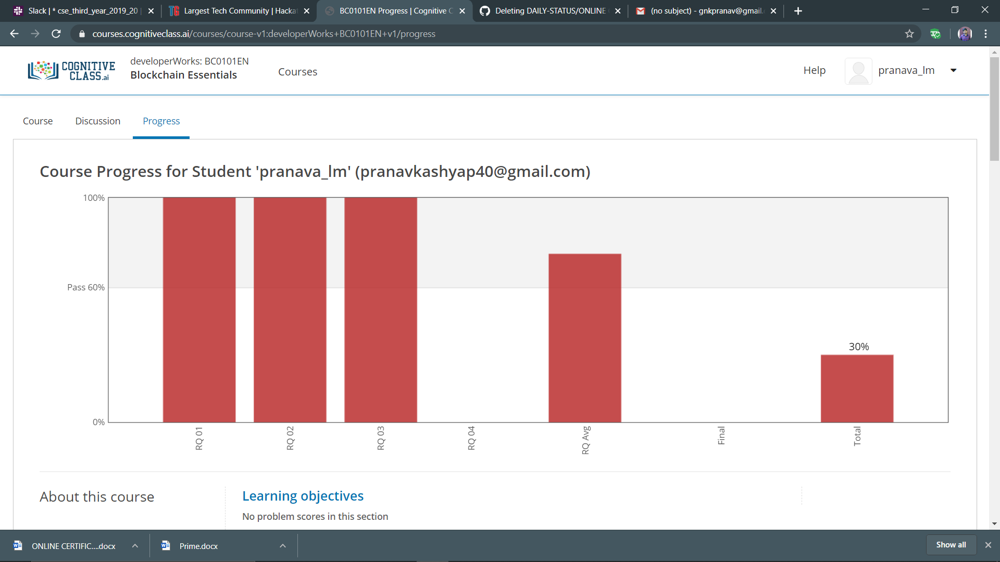 Slack | * cse_third_year_2019_20 |
Largest Tech Community | Hackat
BC0101EN Progress | Cognitive C
Deleting DAILY-STATUS/ONLINE
(no subject) - gnkpranav@gmail.
courses.cognitiveclass.ai/courses/course-v1:developerWorks+BC0101EN+v1/progress
COGNITIVE
CLASS.ai
developerWorks: BC0101EN
Blockchain Essentials
Courses
Help
pranava_lm
Course
Discussion
Progress
Course Progress for Student 'pranava_lm' (pranavkashyap40@gmail.com)
100%
Pass 60%
0%
30%
RQ 01
RQ 02
RQ 03
RQ 04
RQ Avg
Final
Total
About this course
Learning objectives
No problem scores in this section
ONLINE CERTIFIC....docx
Prime.docx
Show all